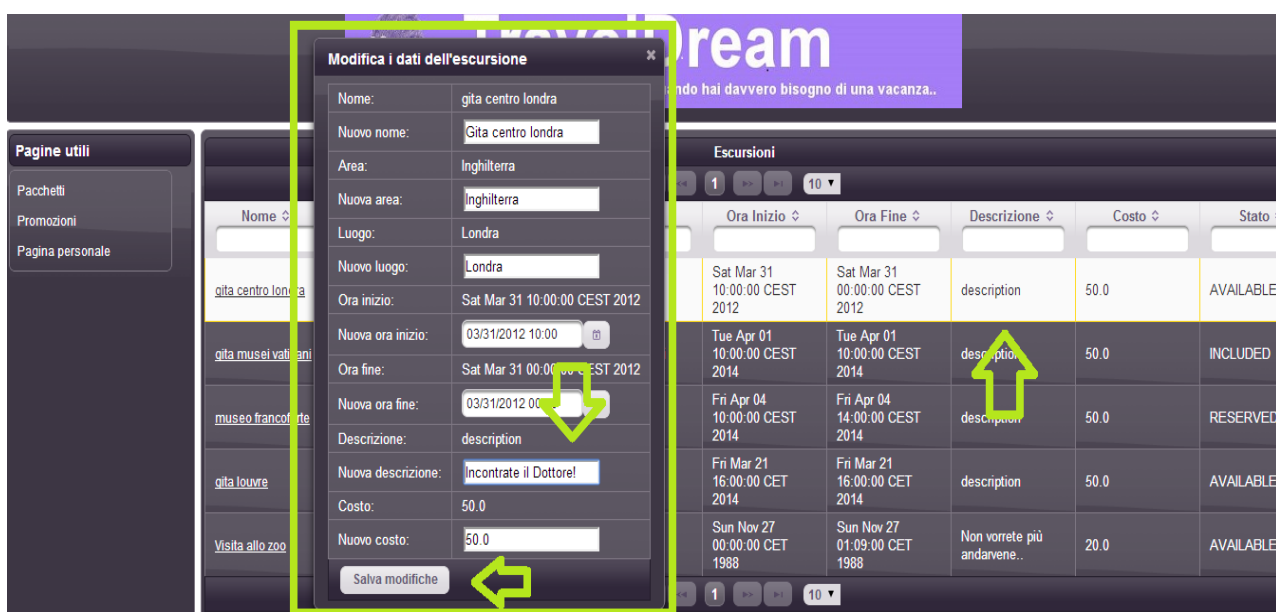 Modifica i dati dell'escursione
Nome: gita centro londra
Nuovo nome: Gita centro londra
Area: Inghilterra
Nuova area: Inghilterra
Luogo: Londra
Nuovo luogo: Londra
Ora inizio: Sat Mar 31 10:00:00 CEST 2012
Nuova ora inizio: 03/31/2012 10:00
Ora fine: Sat Mar 31 00:00:00 CEST 2012
Nuova ora fine: 03/31/2012
Descrizione: description
Nuova descrizione: Incontrate il Dottore!
Costo: 50.0
Nuovo costo: 50.0
Salva modifiche
hai davvero bisogno di una vacanza..
Pagine utili
Pacchetti
Promozioni
Pagina personale
Escursioni
1 10
Nome Ora Inizio Ora Fine Descrizione Costo Stato
gita centro londra
Sat Mar 31
10:00:00 CEST
2012
Sat Mar 31
00:00:00 CEST
2012
description
50.0
AVAILABLE
gita musei vaticani
Tue Apr 01
10:00:00 CEST
2014
Tue Apr 01
10:00:00 CEST
2014
description
50.0
INCLUDED
museo francoforte
Fri Apr 04
10:00:00 CEST
2014
Fri Apr 04
14:00:00 CEST
2014
description
50.0
RESERVED
gita louvre
Fri Mar 21
16:00:00 CET
2014
Fri Mar 21
16:00:00 CET
2014
description
50.0
AVAILABLE
Visita allo zoo
Sun Nov 27
00:00:00 CET
1988
Sun Nov 27
01:09:00 CET
1988
Non vorrete più
andarvene..
20.0
AVAILABLE
1 10